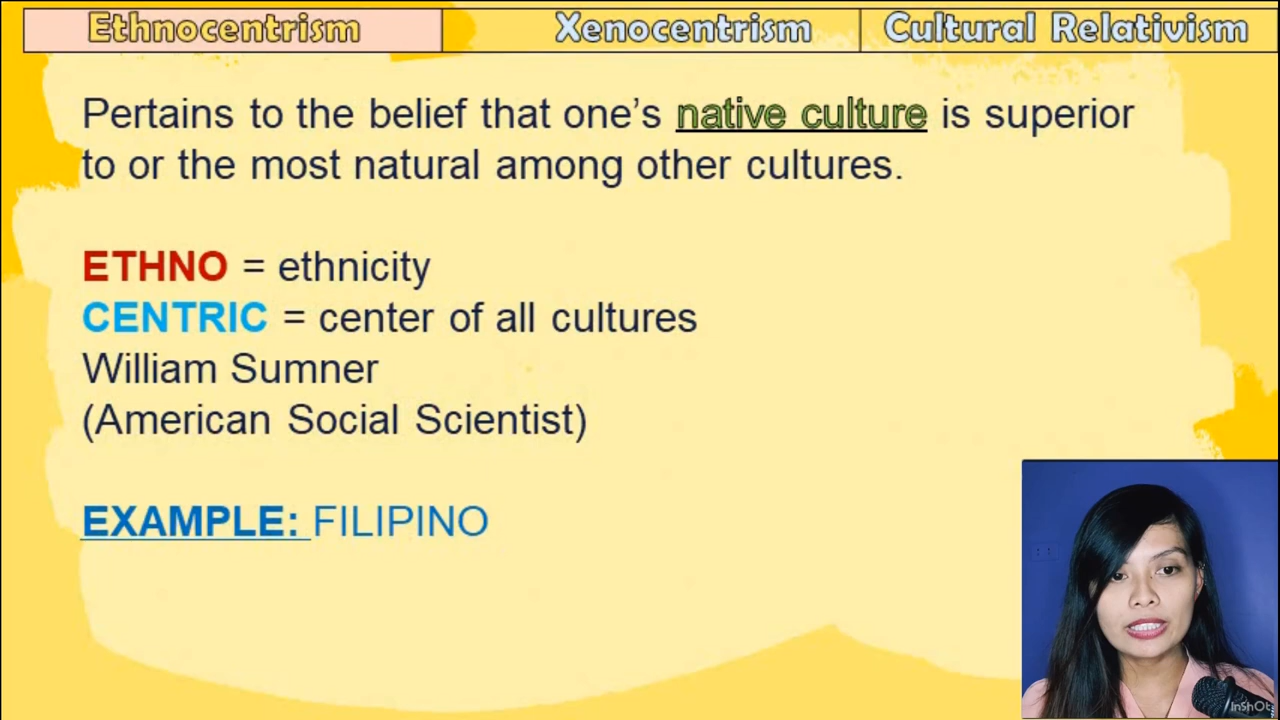 Ethnocentrism Xenocentrism Cultural Relativism
Pertains to the belief that one's native culture is superior
to or the most natural among other cultures.
ETHNO = ethnicity
CENTRIC = center of all cultures
William Sumner
(American Social Scientist)
EXAMPLE: FILIPINO
InShOt